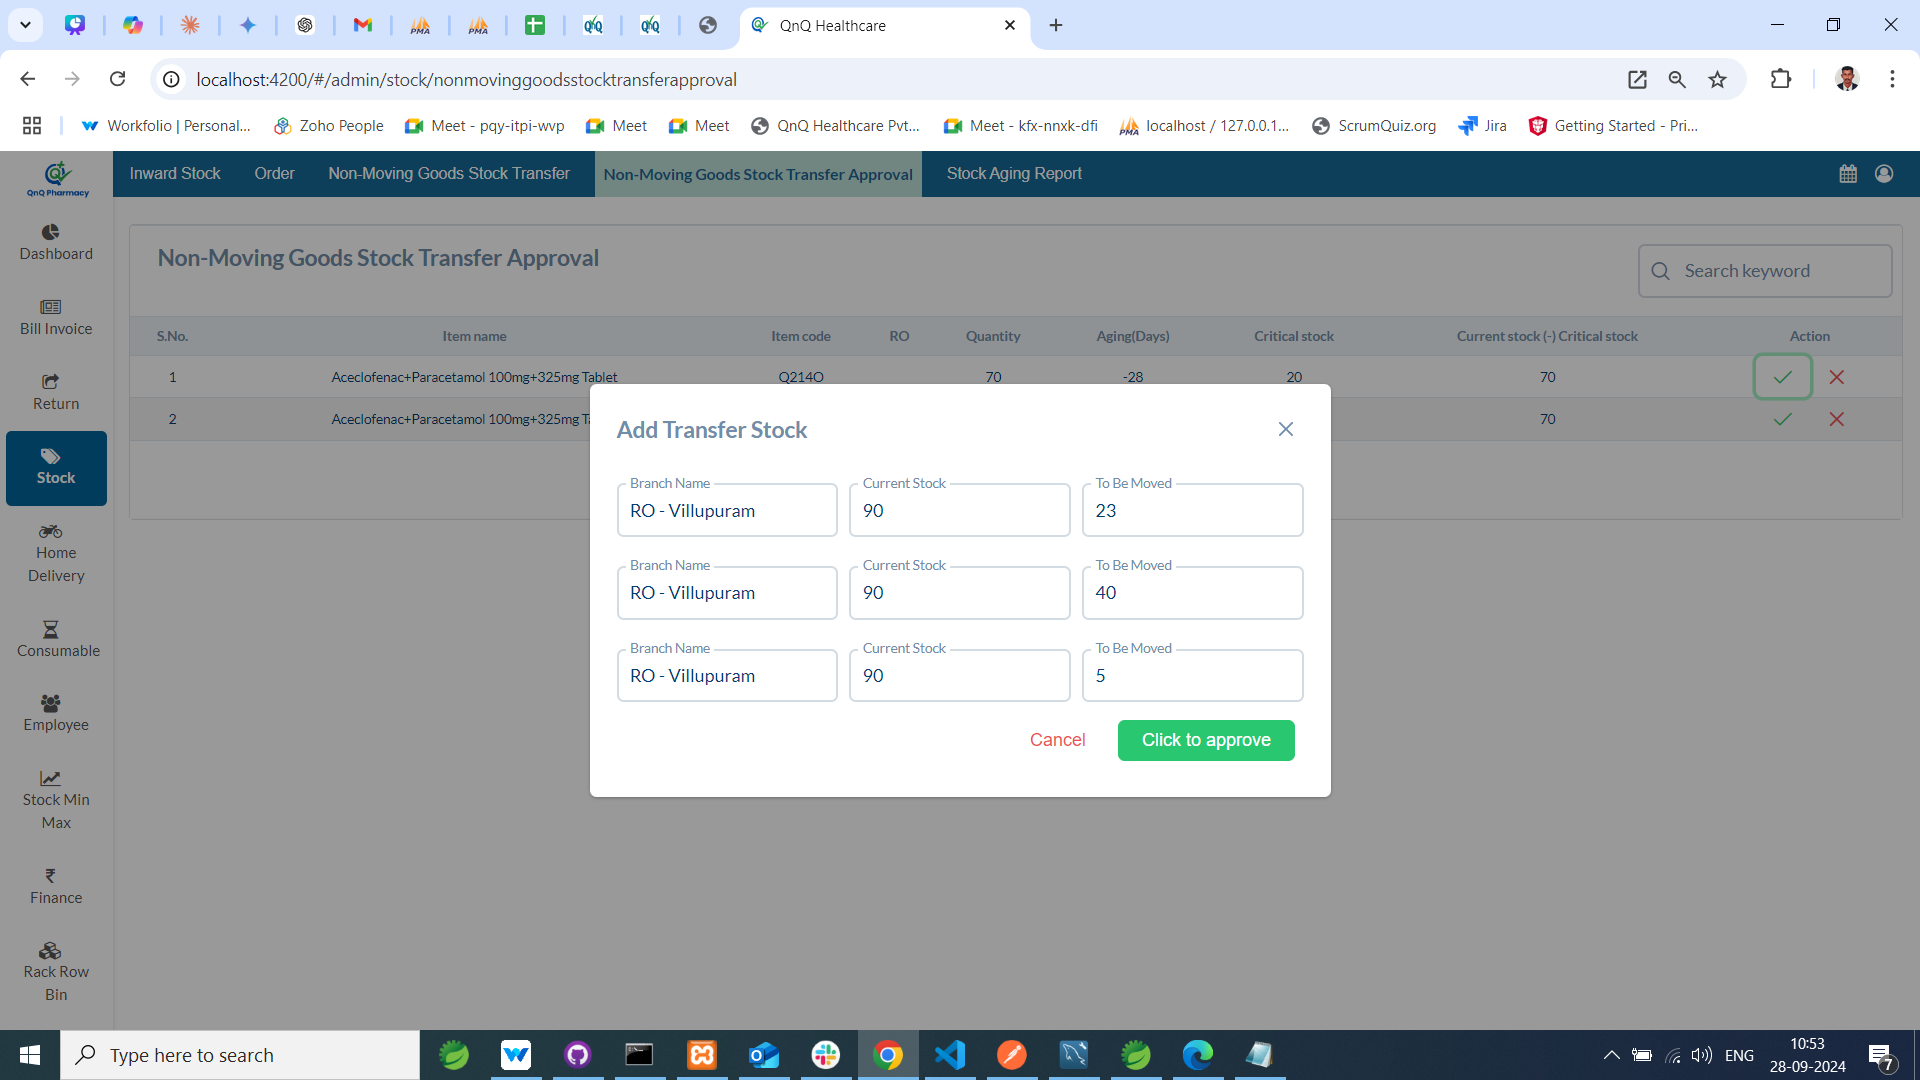 QnQ Healthcare
localhost:4200/#/admin/stock/nonmovinggoodsstocktransferapproval
Workfolio | Personal...
Zoho People
Meet - pqy-itpi-wvp
Meet
Meet
QnQ Healthcare Pvt...
Meet - kfx-nnxk-dfi
localhost / 127.0.0.1...
ScrumQuiz.org
Jira
Getting Started - Pri...
QnQ Pharmacy
Inward Stock
Order
Non-Moving Goods Stock Transfer
Non-Moving Goods Stock Transfer Approval
Stock Aging Report
Dashboard
Bill Invoice
Return
Stock
Home
Delivery
Consumable
Employee
Stock Min
Max
Finance
Rack Row
Bin
Non-Moving Goods Stock Transfer Approval
Search keyword
S.No. Item name Item code RO Quantity Aging(Days) Critical stock Current stock (-) Critical stock Action
1 Aceclofenac+Paracetamol 100mg+325mg Tablet Q214O 70 -28 20 70
2 Aceclofenac+Paracetamol 100mg+325mg 70
Add Transfer Stock
Branch Name Current Stock To Be Moved
RO - Villupuram 90 23
Branch Name Current Stock To Be Moved
RO - Villupuram 90 40
Branch Name Current Stock To Be Moved
RO - Villupuram 90 5
Cancel Click to approve
Type here to search
ENG
10:53
28-09-2024
7